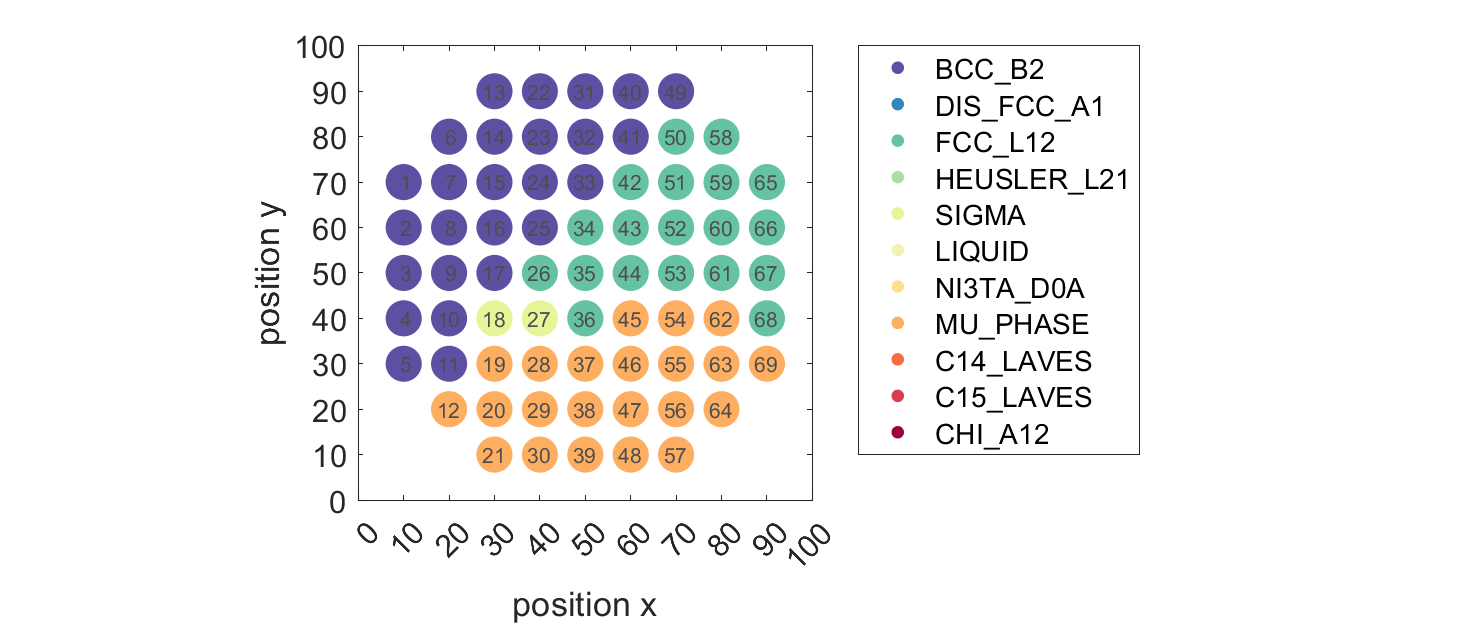 100
90
80
70
60
50
40
30
20
10
0
position y
13 22 31 40 49
6 14 23 32 41 50 58
1 7 15 24 33 42 51 59 65
2 8 16 25 34 43 52 60 66
3 9 17 26 35 44 53 61 67
4 10 18 27 36 45 54 62 68
5 11 19 28 37 46 55 63 69
12 20 29 38 47 56 64
21 30 39 48 57
0 10 20 30 40 50 60 70 80 90 100
position x
BCC_B2
DIS_FCC_A1
FCC_L12
HEUSLER_L21
SIGMA
LIQUID
NI3TA_D0A
MU_PHASE
C14_LAVES
C15_LAVES
CHI_A12